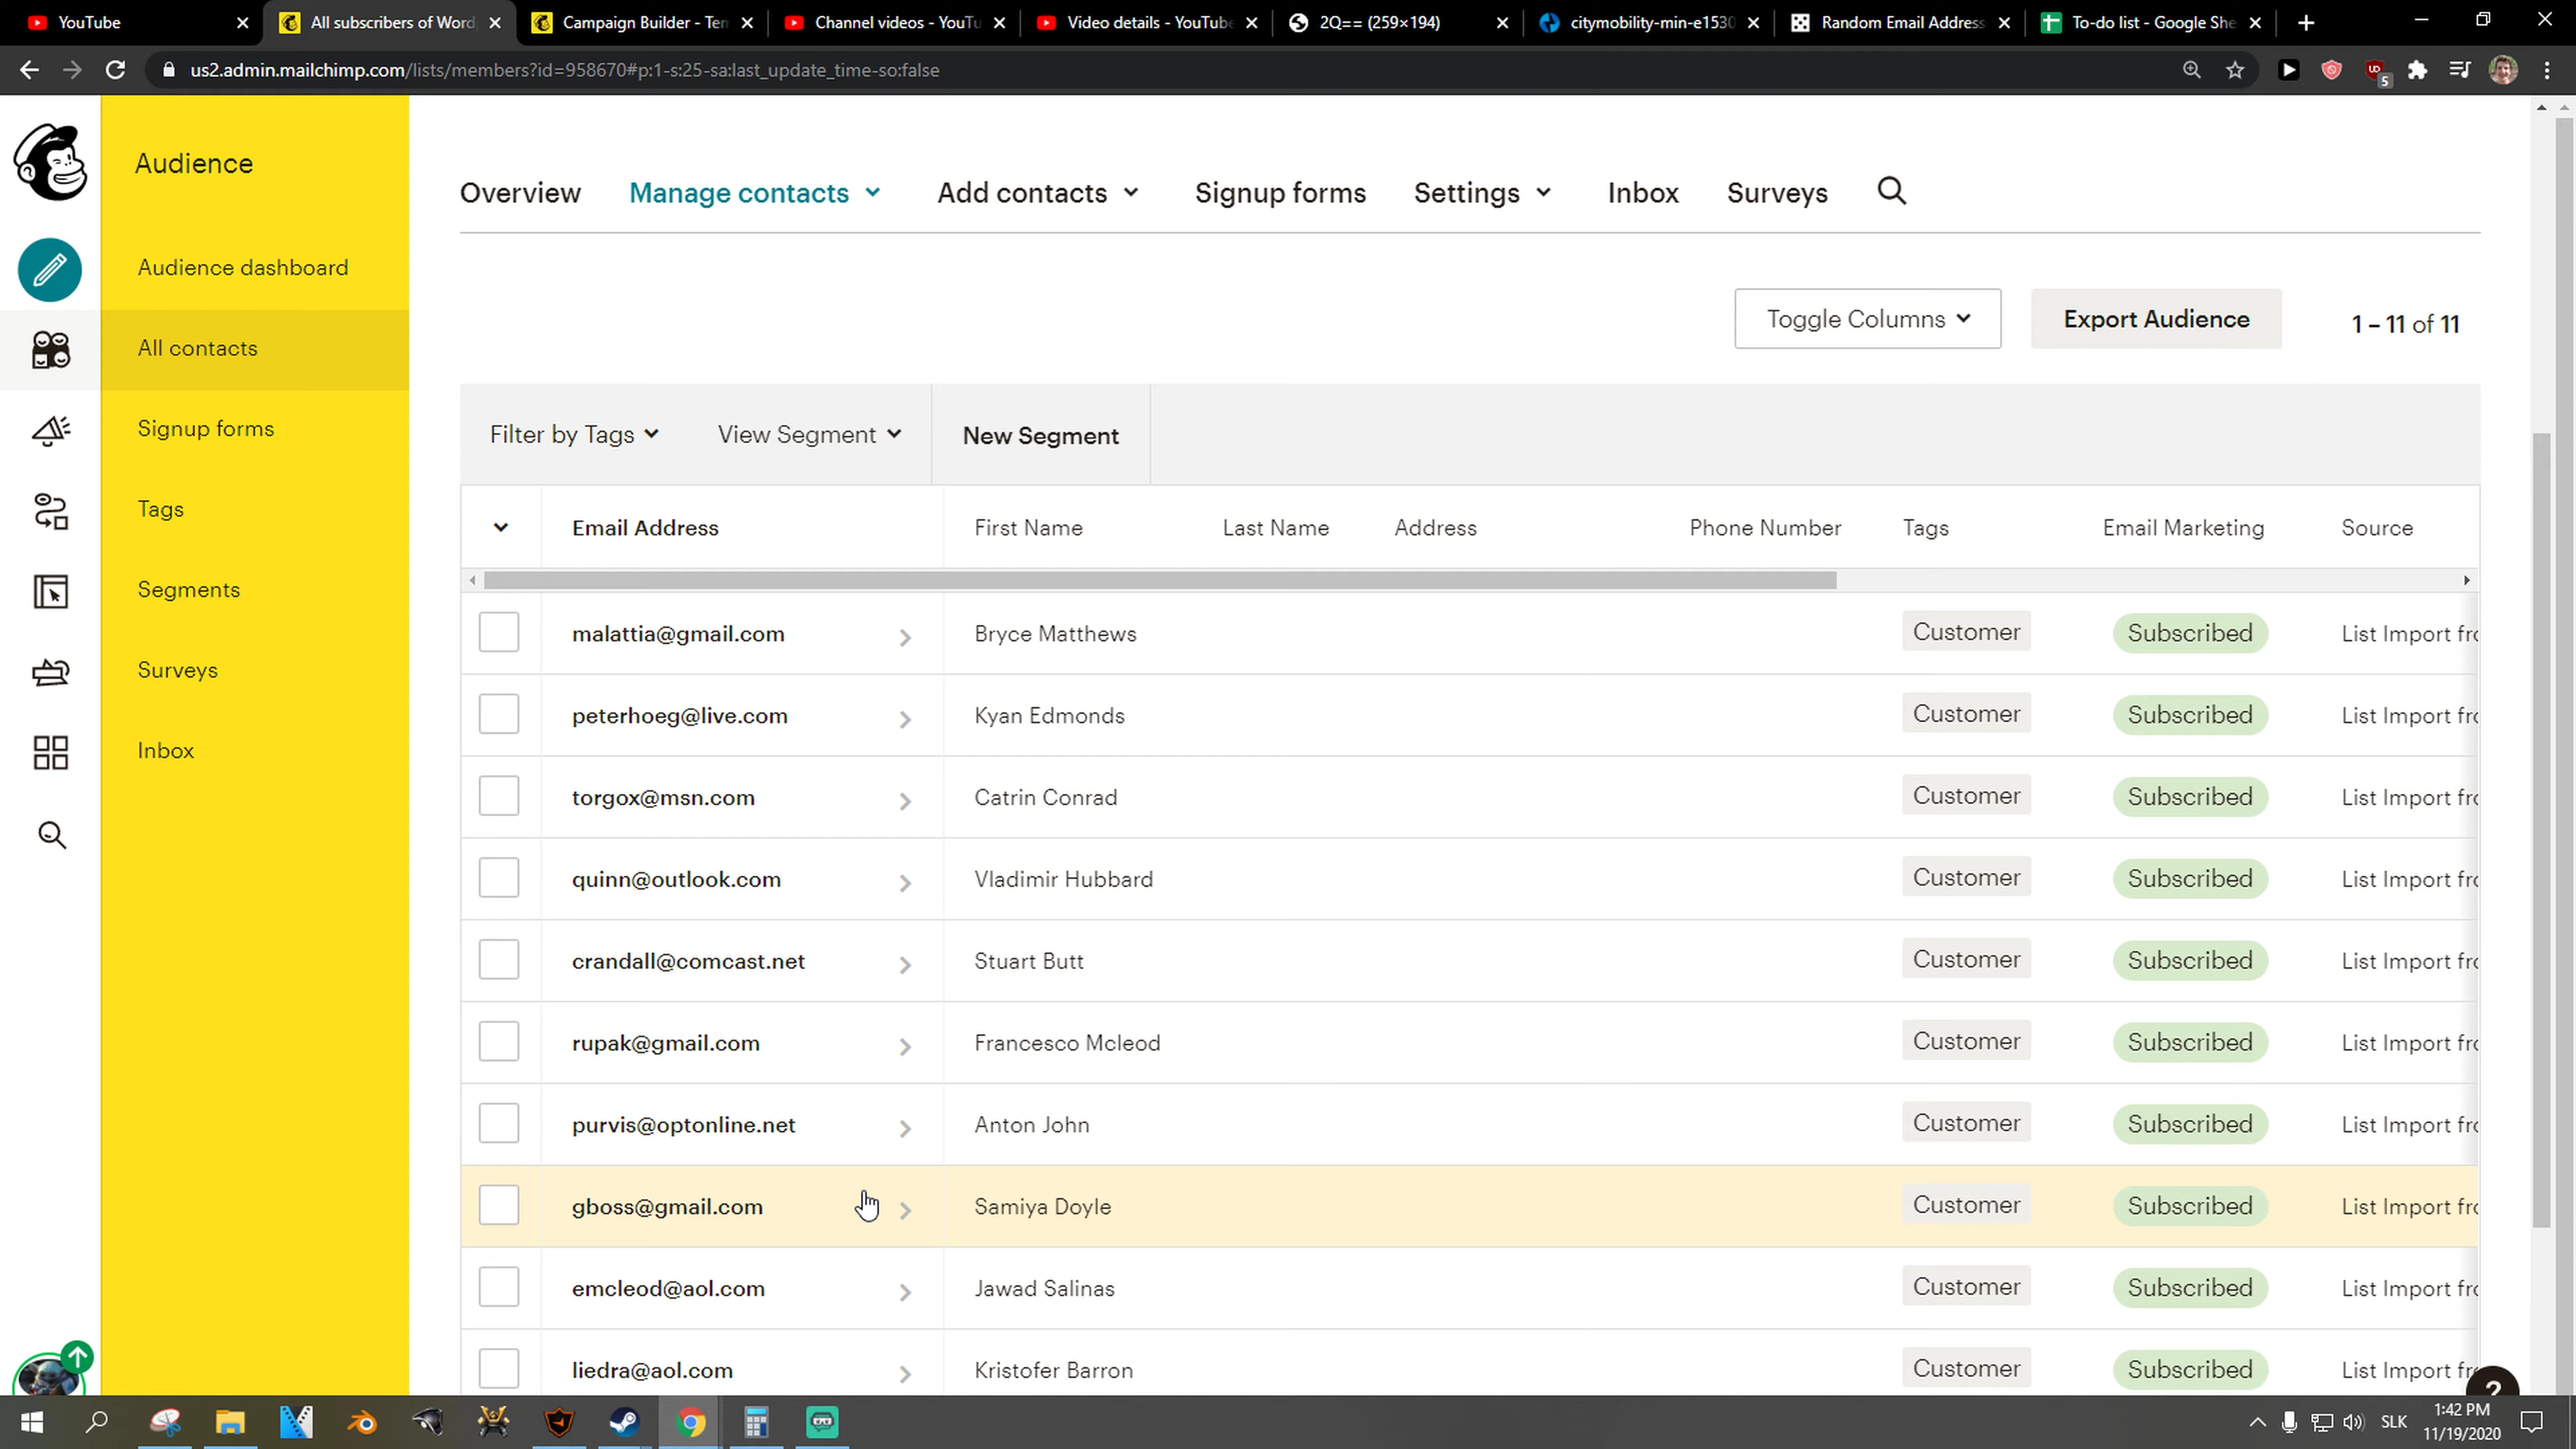 YouTube
All subscribers of Word
Campaign Builder - Tem
Channel videos - YouTu
Video details - YouTube
2Q== (259×194)
citymobility-min-e1530
Random Email Address
To-do list - Google She
us2.admin.mailchimp.com/lists/members?id=958670#p:1-s:25-sa:last_update_time-so:false
5
Audience
Audience dashboard
All contacts
Signup forms
Tags
Segments
Surveys
Inbox
Overview Manage contacts Add contacts Signup forms Settings Inbox Surveys
Toggle Columns Export Audience 1 – 11 of 11
Filter by Tags View Segment New Segment
Email Address First Name Last Name Address Phone Number Tags Email Marketing Source
malattia@gmail.com Bryce Matthews Customer Subscribed List Import fro
peterhoeg@live.com Kyan Edmonds Customer Subscribed List Import fro
torgox@msn.com Catrin Conrad Customer Subscribed List Import fro
quinn@outlook.com Vladimir Hubbard Customer Subscribed List Import fro
crandall@comcast.net Stuart Butt Customer Subscribed List Import fro
rupak@gmail.com Francesco Mcleod Customer Subscribed List Import fro
purvis@optonline.net Anton John Customer Subscribed List Import fro
gboss@gmail.com Samiya Doyle Customer Subscribed List Import fro
emcleod@aol.com Jawad Salinas Customer Subscribed List Import fro
liedra@aol.com Kristofer Barron Customer Subscribed List Import fro
?
SLK
1:42 PM
11/19/2020